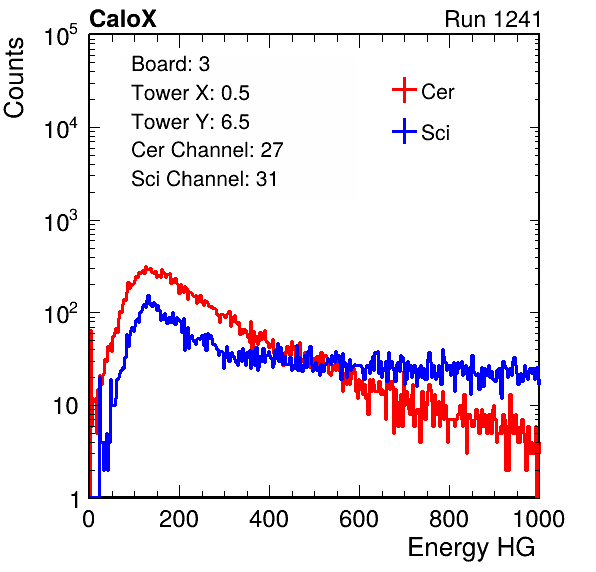 CaloX Run 1241
Counts
10^5
10^4
10^3
10^2
10
1
Board: 3
Tower X: 0.5
Tower Y: 6.5
Cer Channel: 27
Sci Channel: 31
Cer
Sci
0 200 400 600 800 1000
Energy HG